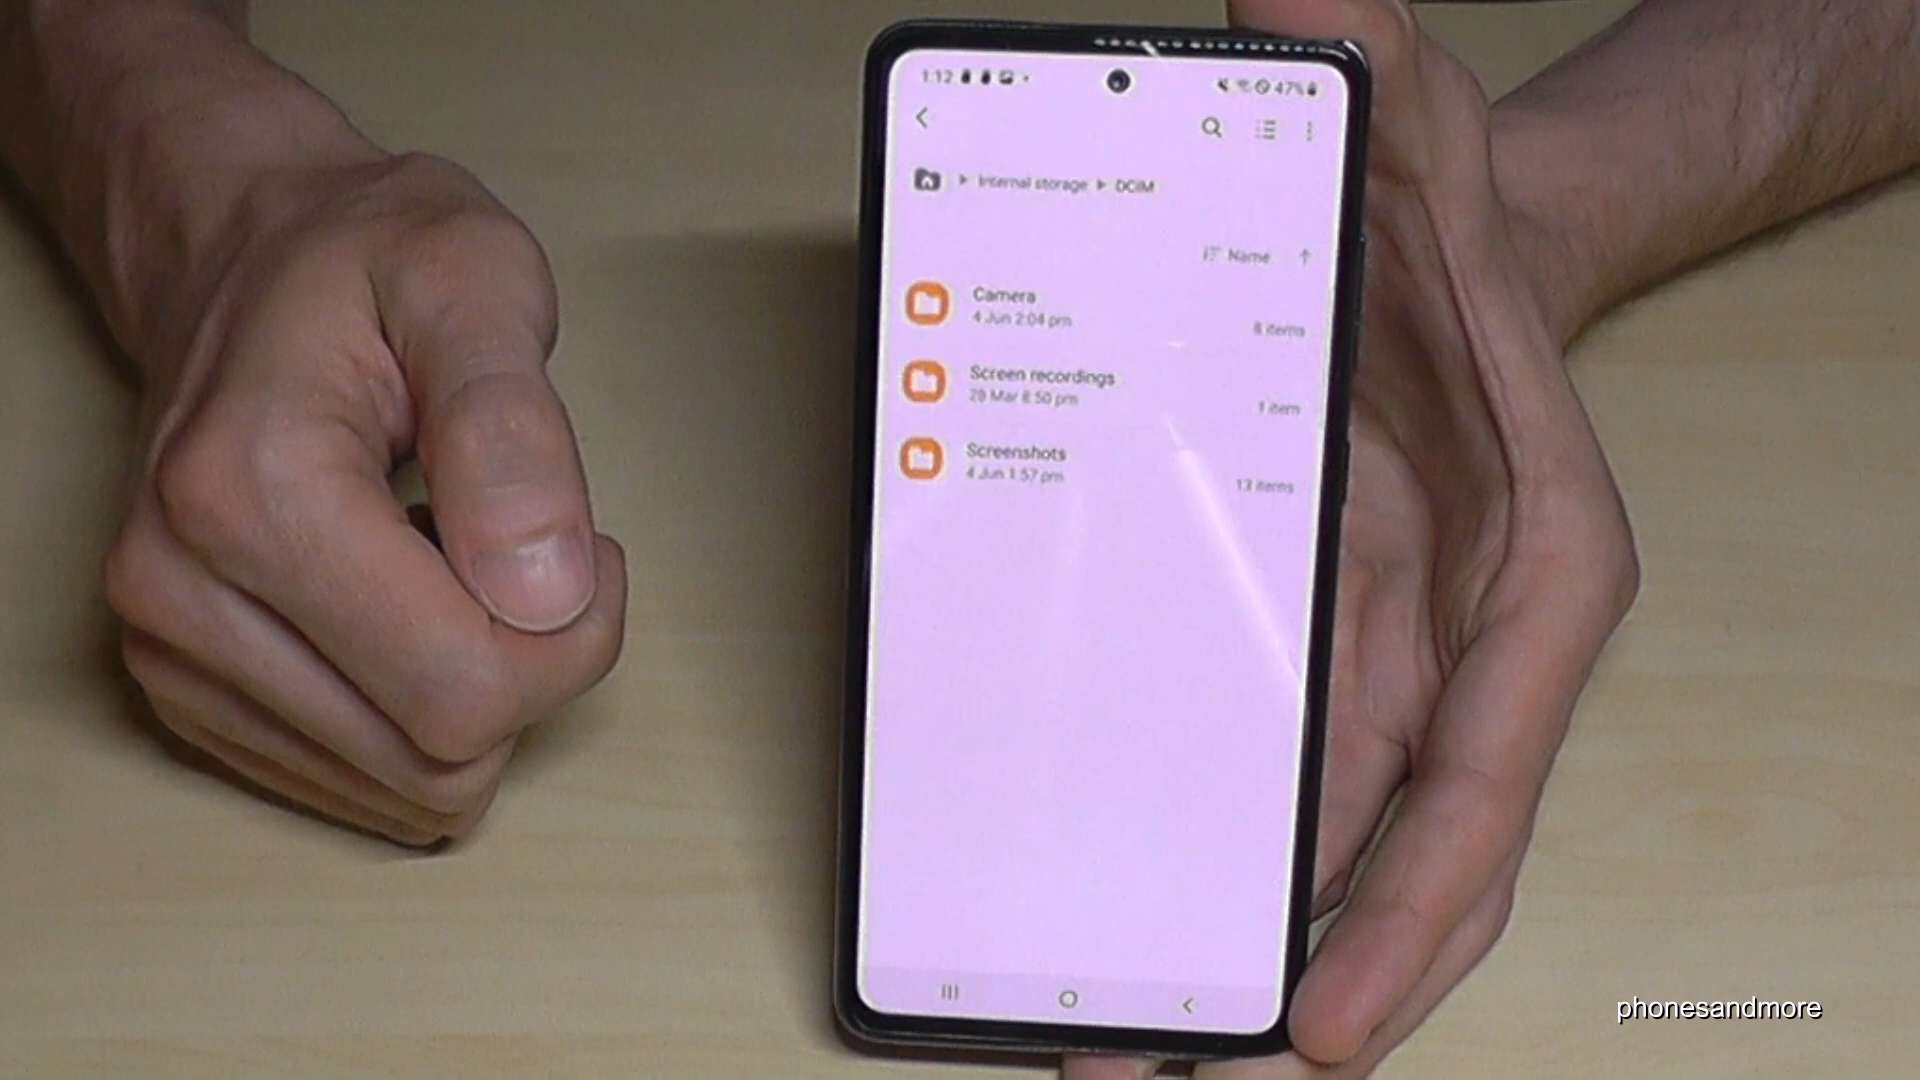 1:12
47%
Internal storage ▸ DCIM
Name
Camera
4 Jun 2:04 pm
8 items
Screen recordings
29 Mar 8:50 pm
1 item
Screenshots
4 Jun 1:57 pm
13 items
phonesandmore